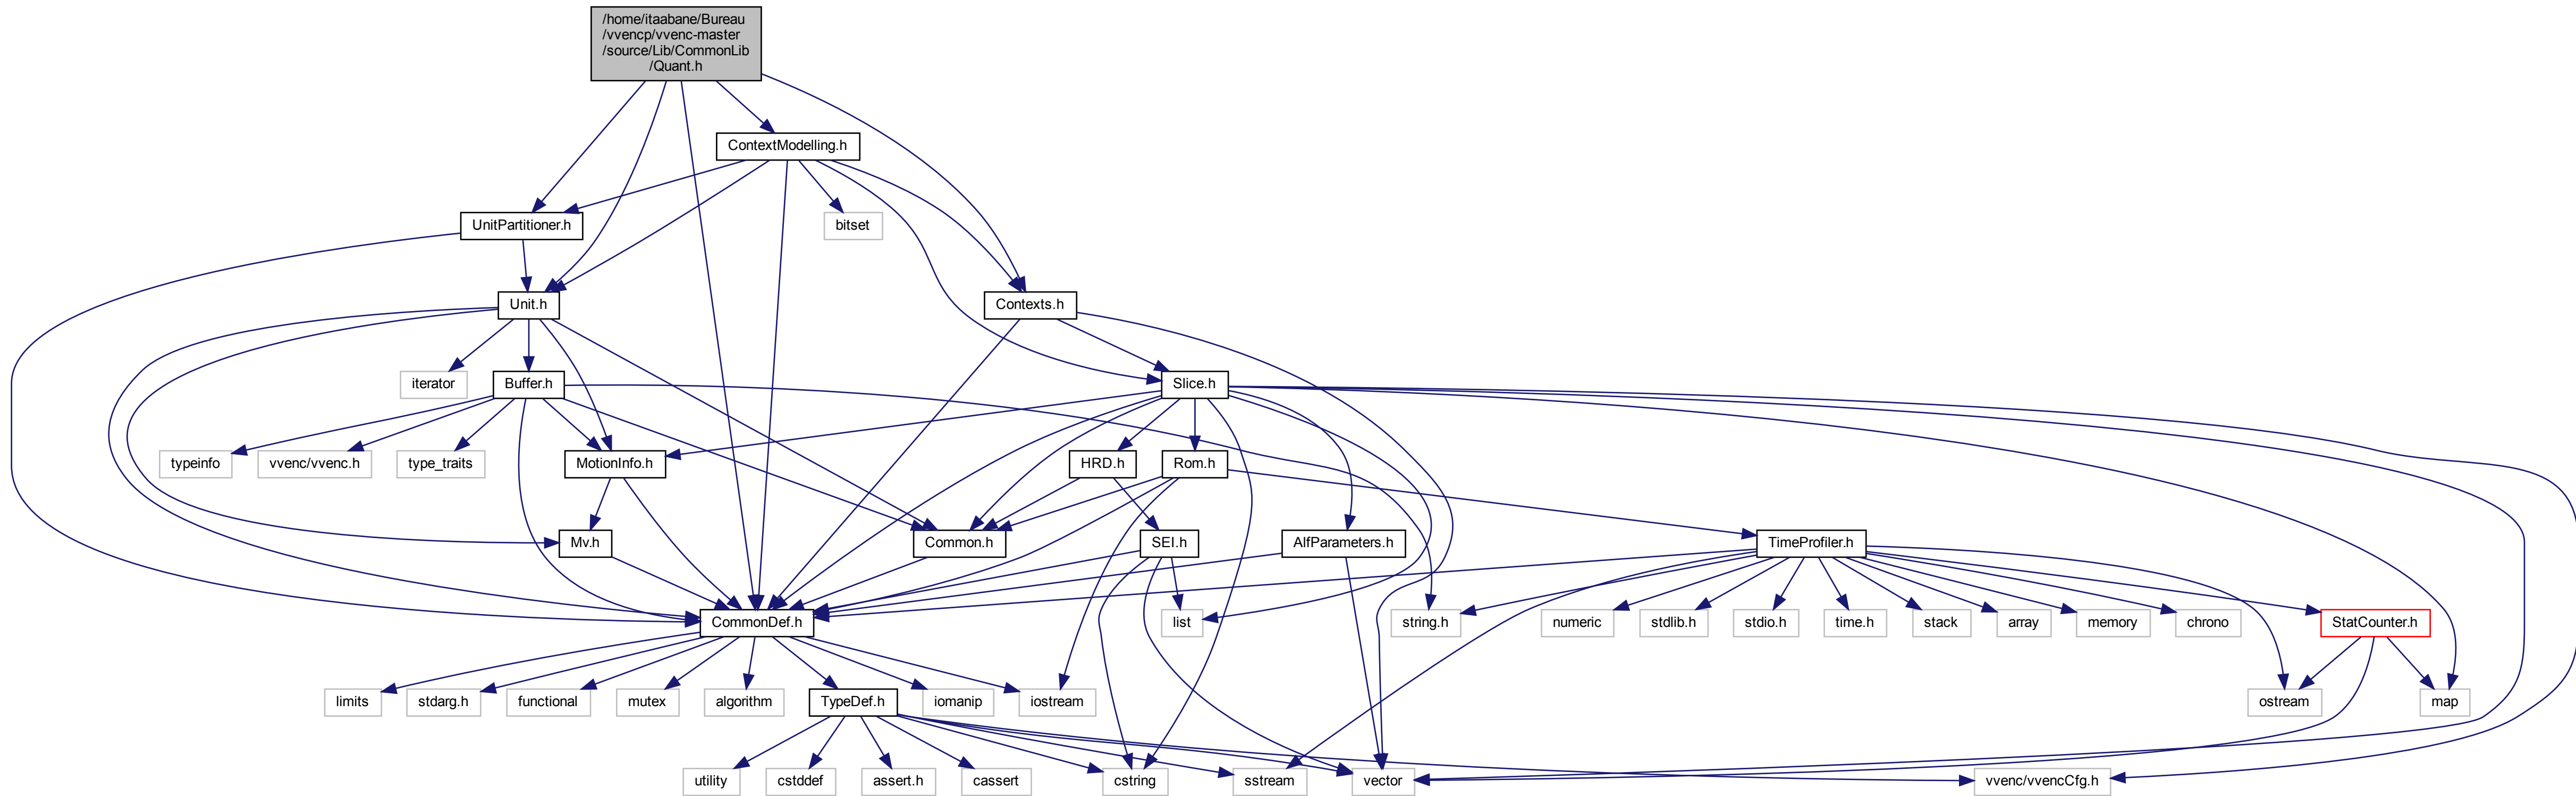 /home/itaabane/Bureau
/vvencp/vvenc-master
/source/Lib/CommonLib
/Quant.h
ContextModelling.h
UnitPartitioner.h
bitset
Unit.h
Contexts.h
iterator
Buffer.h
Slice.h
typeinfo
vvenc/vvenc.h
type_traits
MotionInfo.h
HRD.h
Rom.h
Mv.h
Common.h
SEI.h
AlfParameters.h
TimeProfiler.h
CommonDef.h
list
string.h
numeric
stdlib.h
stdio.h
time.h
stack
array
memory
chrono
StatCounter.h
limits
stdarg.h
functional
mutex
algorithm
TypeDef.h
iomanip
iostream
ostream
map
utility
cstddef
assert.h
cassert
cstring
sstream
vector
vvenc/vvencCfg.h